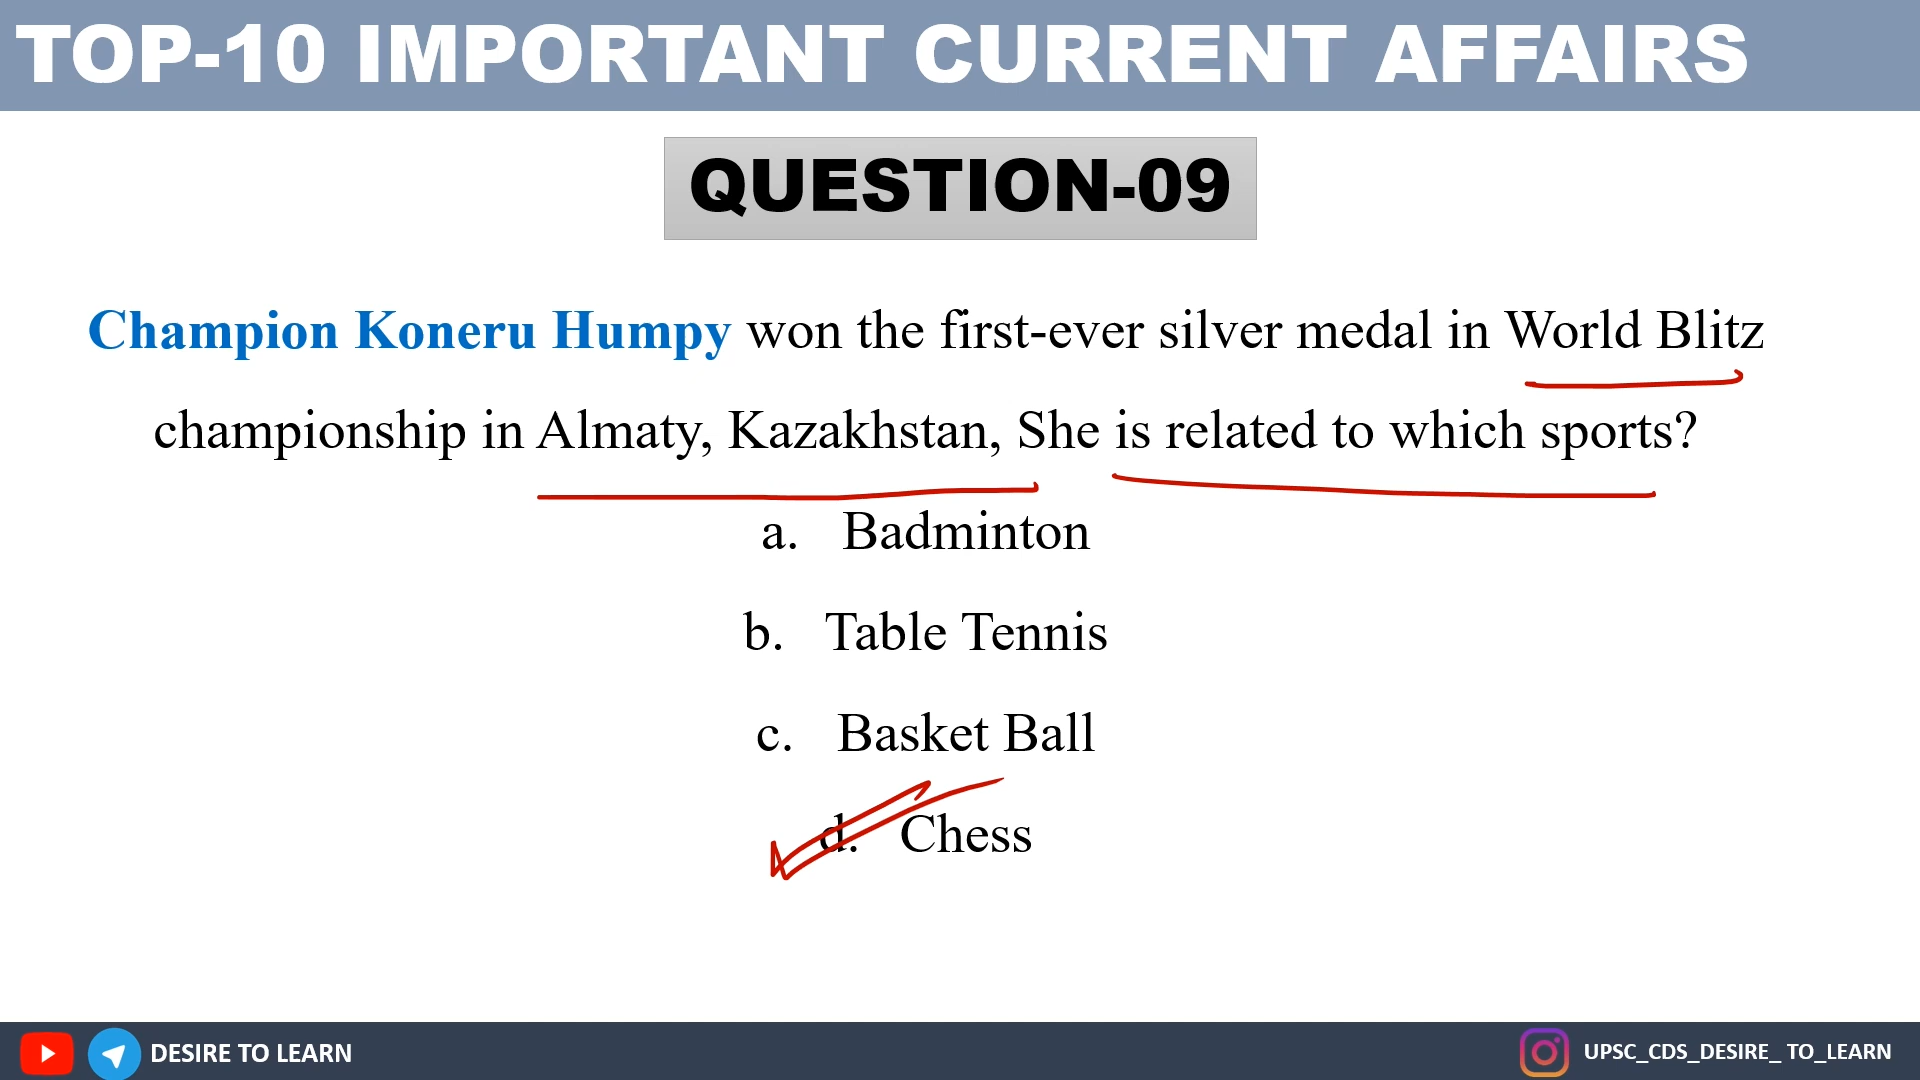 TOP-10 IMPORTANT CURRENT AFFAIRS
QUESTION-09
Champion Koneru Humpy won the first-ever silver medal in World Blitz
championship in Almaty, Kazakhstan, She is related to which sports?
a. Badminton
b. Table Tennis
c. Basket Ball
d. Chess
DESIRE TO LEARN
UPSC_CDS_DESIRE_ TO_LEARN